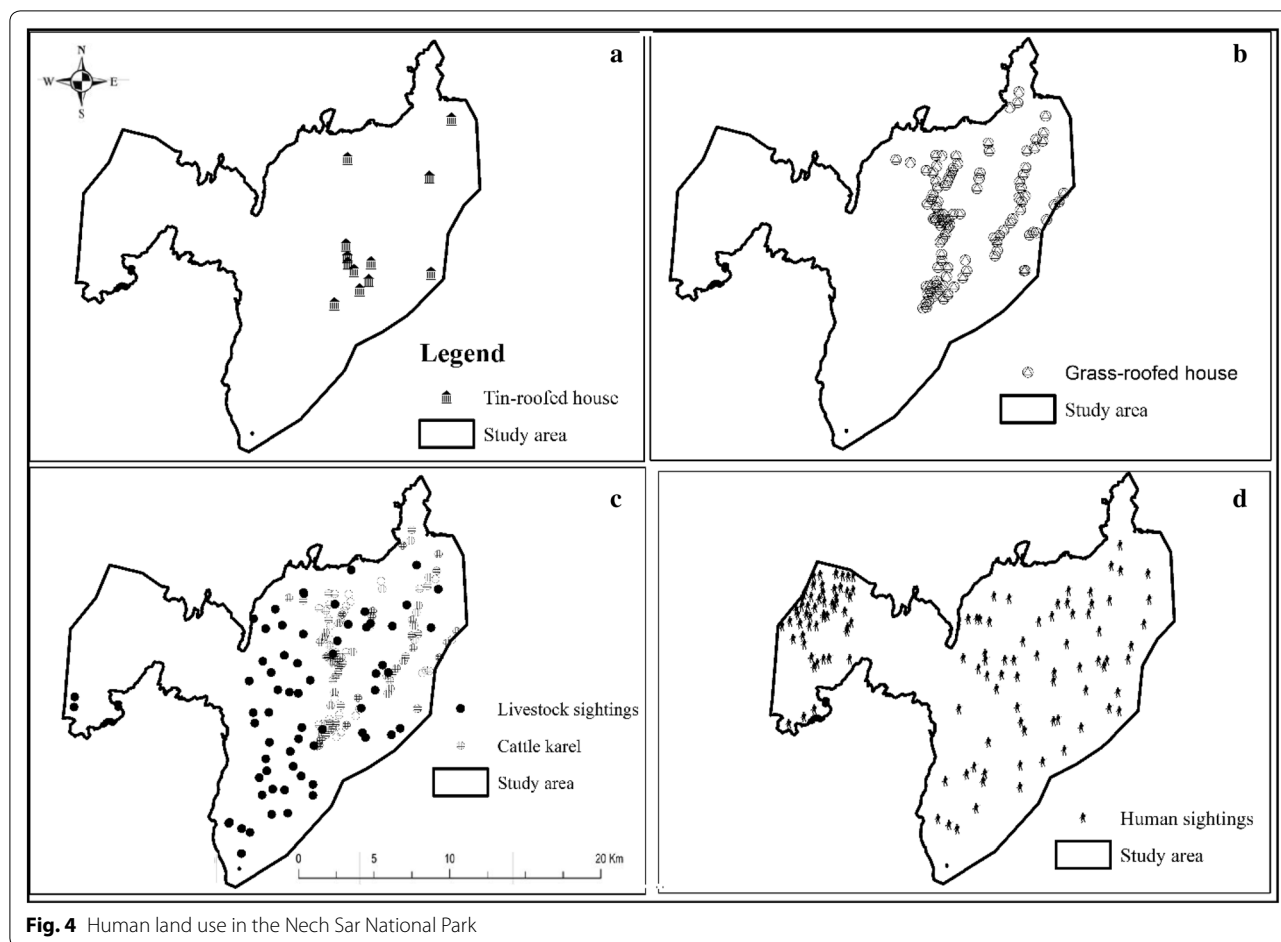 a
N
W E
S
Legend
Tin-roofed house
Study area
b
Grass-roofed house
Study area
c
Livestock sightings
Cattle karel
Study area
0 5 10 20 Km
d
Human sightings
Study area
Fig. 4 Human land use in the Nech Sar National Park